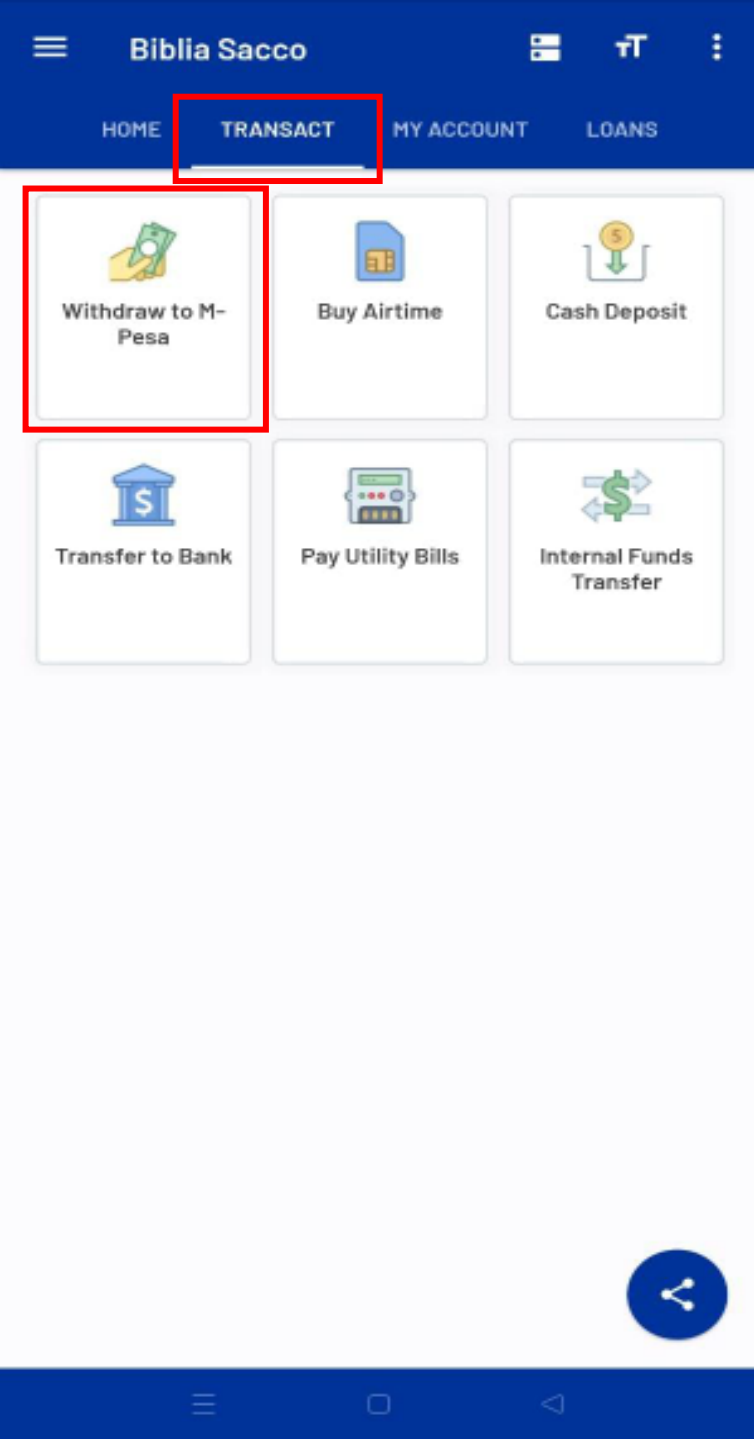 Biblia Sacco
HOME TRANSACT MY ACCOUNT LOANS
Withdraw to M-
Pesa
Buy Airtime
Cash Deposit
Transfer to Bank
Pay Utility Bills
Internal Funds
Transfer